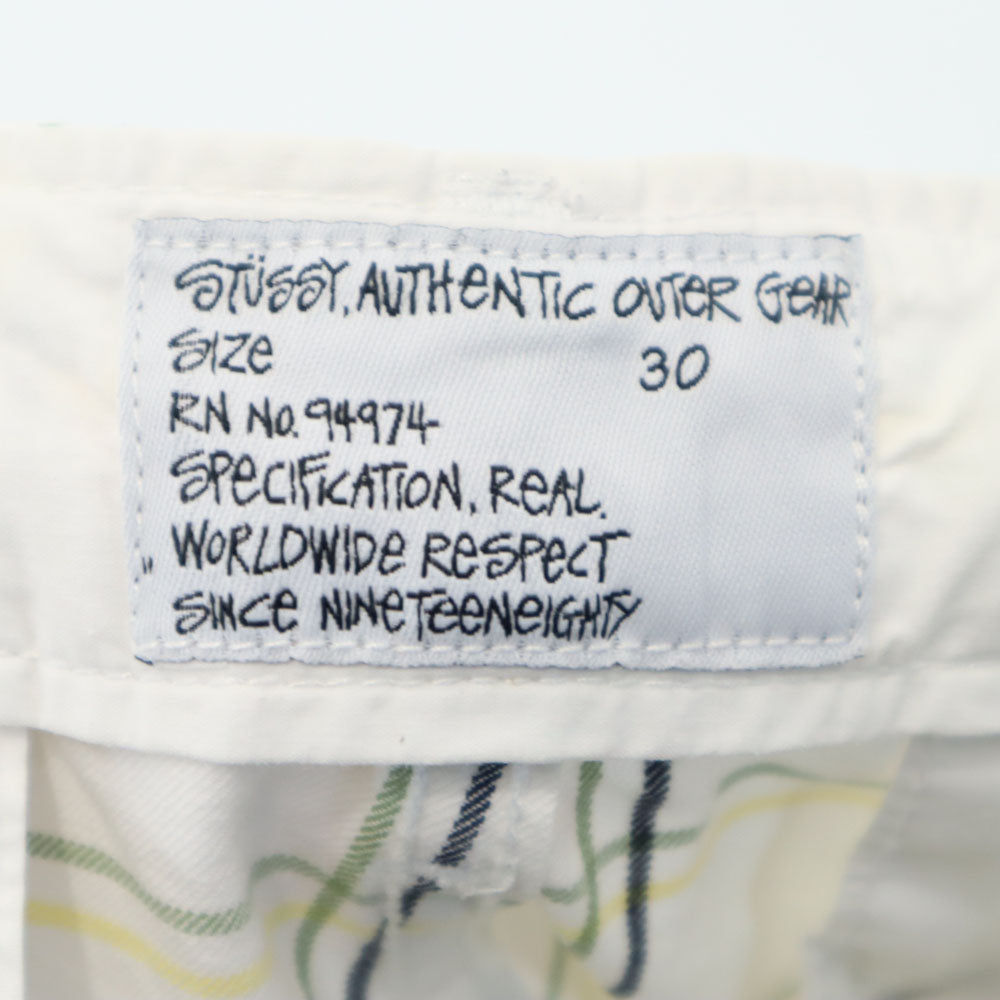 STÜSSY, AUTHENTIC OUTER GEAR
SIZE 30
RN No. 94974
SPECIFICATION, REAL.
WORLDWIDE RESPECT
SINCE NINETEENEIGHTY